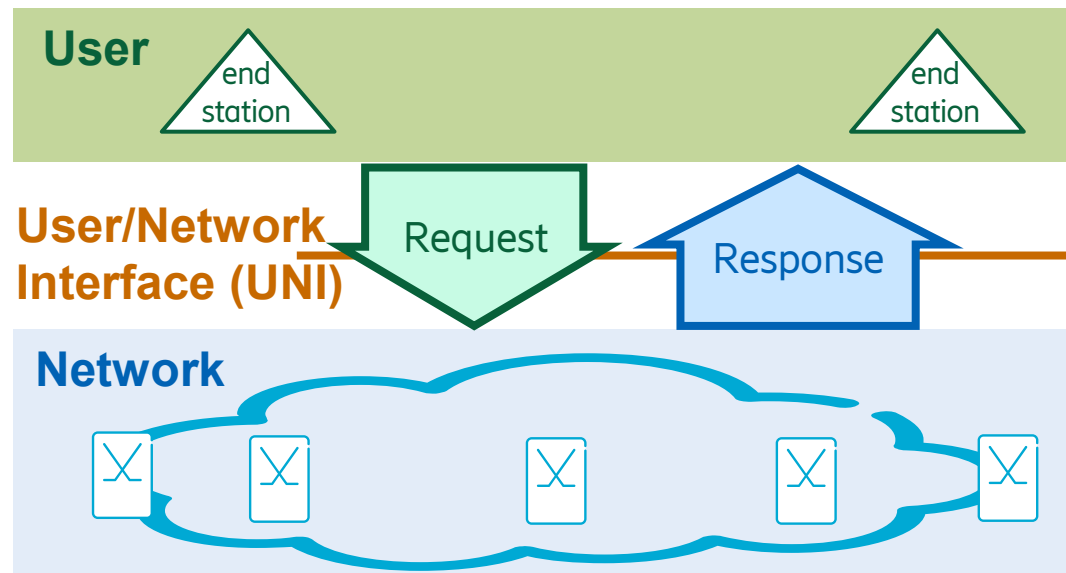 User
end
station
end
station
User/Network
Interface (UNI)
Request
Response
Network